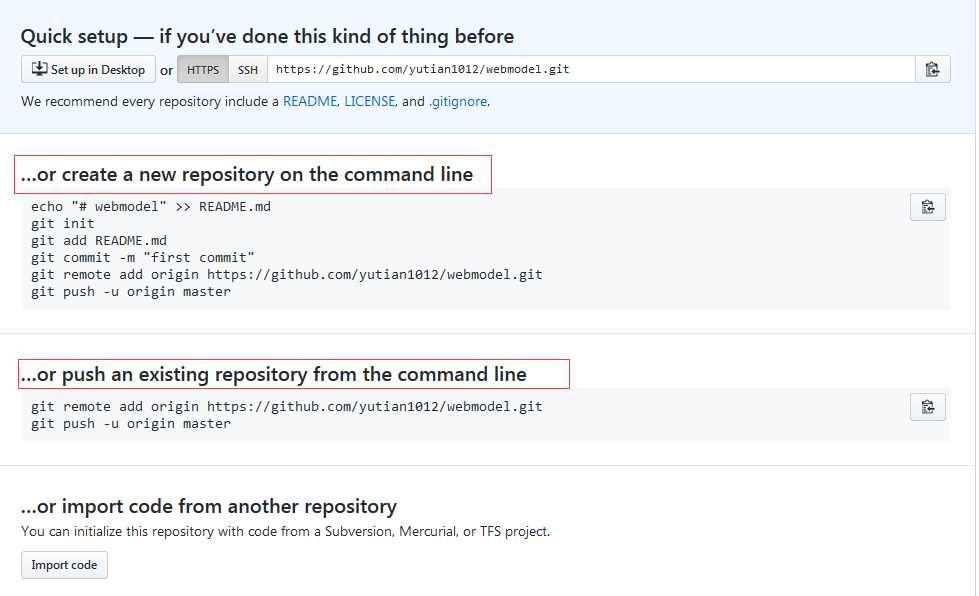 Quick setup — if you’ve done this kind of thing before
Set up in Desktop or HTTPS SSH https://github.com/yutian1012/webmodel.git
We recommend every repository include a README, LICENSE, and .gitignore.
…or create a new repository on the command line
echo "# webmodel" >> README.md
git init
git add README.md
git commit -m "first commit"
git remote add origin https://github.com/yutian1012/webmodel.git
git push -u origin master
…or push an existing repository from the command line
git remote add origin https://github.com/yutian1012/webmodel.git
git push -u origin master
…or import code from another repository
You can initialize this repository with code from a Subversion, Mercurial, or TFS project.
Import code